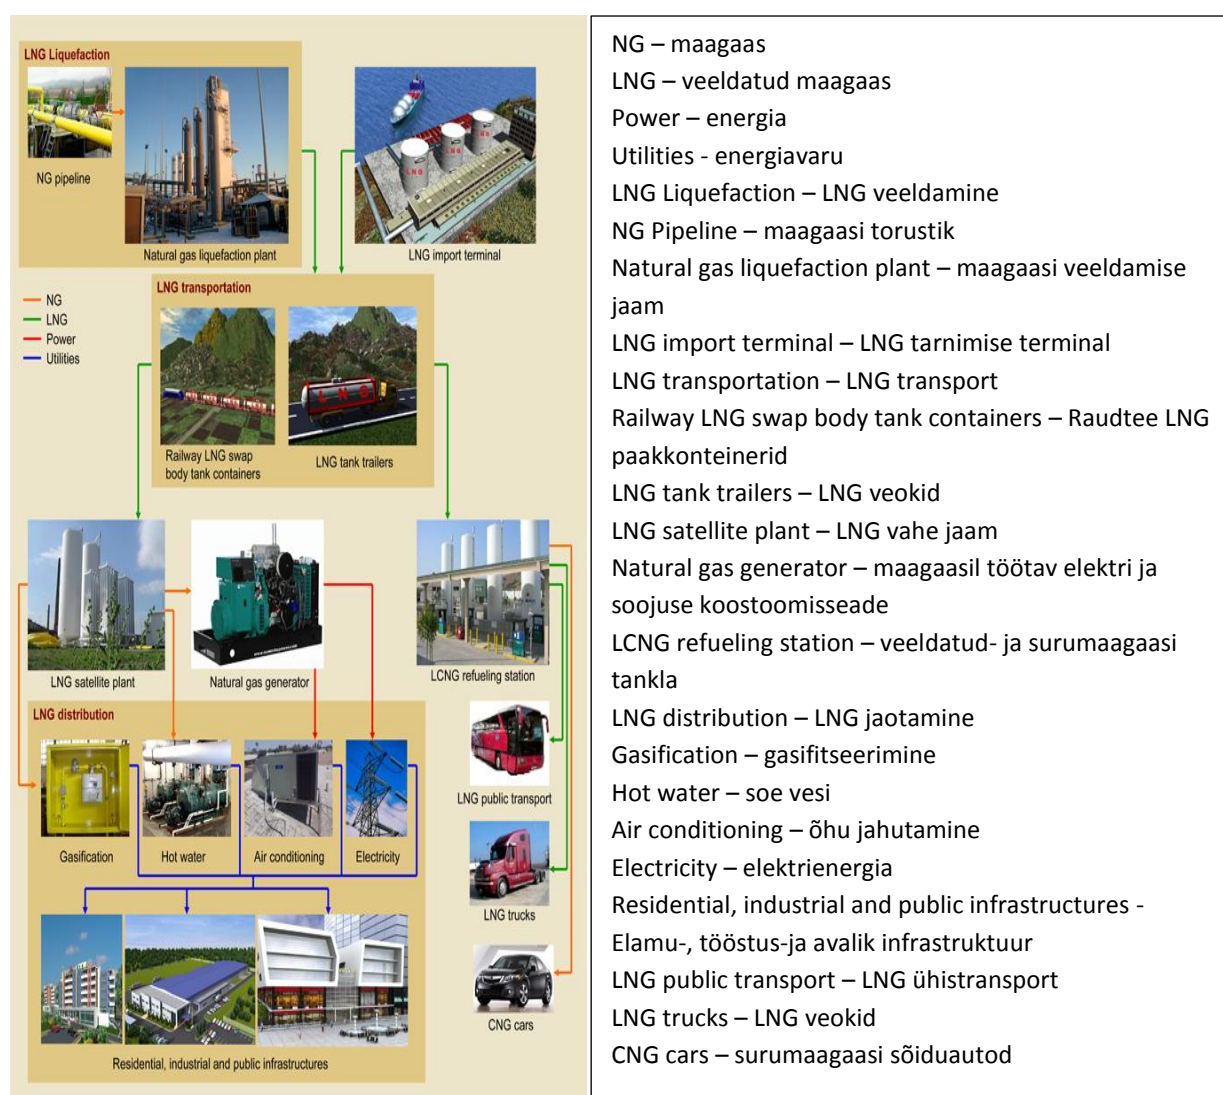 LNG Liquefaction
NG pipeline
Natural gas liquefaction plant
LNG import terminal
LNG
LNG
NG
LNG transportation
NG
LNG
Power
Utilities
LNG
Railway LNG swap
body tank containers
LNG tank trailers
LNG satellite plant
Natural gas generator
LCNG refueling station
LNG distribution
Gasification
Hot water
Air conditioning
Electricity
LNG public transport
LNG trucks
CNG cars
Residential, industrial and public infrastructures
NG – maagaas
LNG – veeldatud maagaas
Power – energia
Utilities - energiavaru
LNG Liquefaction – LNG veeldamine
NG Pipeline – maagaasi torustik
Natural gas liquefaction plant – maagaasi veeldamise
jaam
LNG import terminal – LNG tarnimise terminal
LNG transportation – LNG transport
Railway LNG swap body tank containers – Raudtee LNG
paakkonteinerid
LNG tank trailers – LNG veokid
LNG satellite plant – LNG vahe jaam
Natural gas generator – maagaasil töötav elektri ja
soojuse koostoomisseade
LCNG refueling station – veeldatud- ja surumaagaasi
tankla
LNG distribution – LNG jaotamine
Gasification – gasifitseerimine
Hot water – soe vesi
Air conditioning – õhu jahutamine
Electricity – elektrienergia
Residential, industrial and public infrastructures -
Elamu-, tööstus-ja avalik infrastruktuur
LNG public transport – LNG ühistransport
LNG trucks – LNG veokid
CNG cars – surumaagaasi sõiduautod